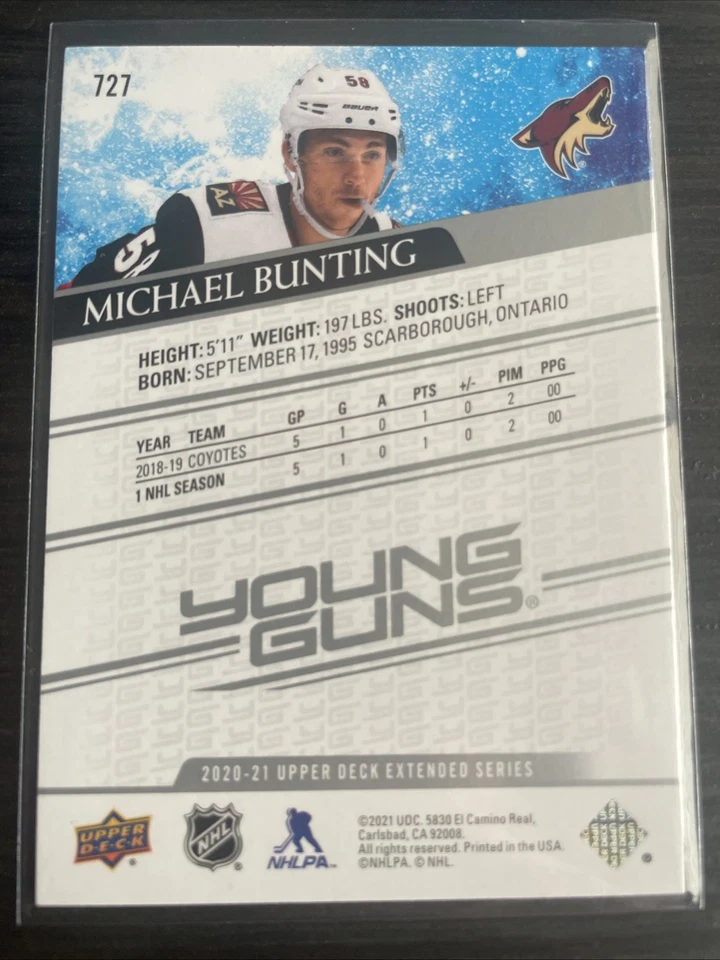 727
58
BAUER
AZ
58
MICHAEL BUNTING
HEIGHT: 5'11" WEIGHT: 197 LBS. SHOOTS: LEFT
BORN: SEPTEMBER 17, 1995 SCARBOROUGH, ONTARIO
YEAR TEAM GP G A PTS +/- PIM PPG
2018-19 COYOTES 5 1 0 1 0 2 00
1 NHL SEASON 5 1 0 1 0 2 00
YOUNG
GUNS®
2020-21 UPPER DECK EXTENDED SERIES
UPPER
D·E·C·K
®
NHL
®
NHLPA
©2021 UDC. 5830 El Camino Real,
Carlsbad, CA 92008.
All rights reserved. Printed in the USA.
©NHLPA. © NHL.
®